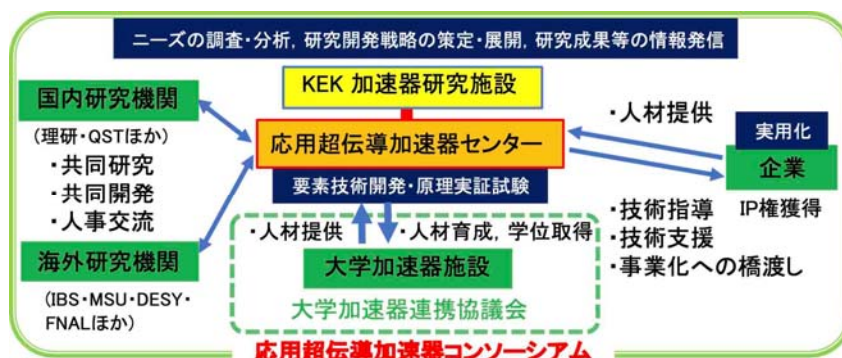 ニーズの調査・分析, 研究開発戦略の策定・展開, 研究成果等の情報発信
KEK 加速器研究施設
国内研究機関
(理研・QSTほか)
・共同研究
・共同開発
・人事交流
応用超伝導加速器センター
要素技術開発・原理実証試験
・人材提供
実用化
企業
IP権獲得
・技術指導
・技術支援
・事業化への橋渡し
海外研究機関
(IBS・MSU・DESY・
FNALほか)
・人材提供
・人材育成, 学位取得
大学加速器施設
大学加速器連携協議会
応用超伝導加速器コンソーシアム